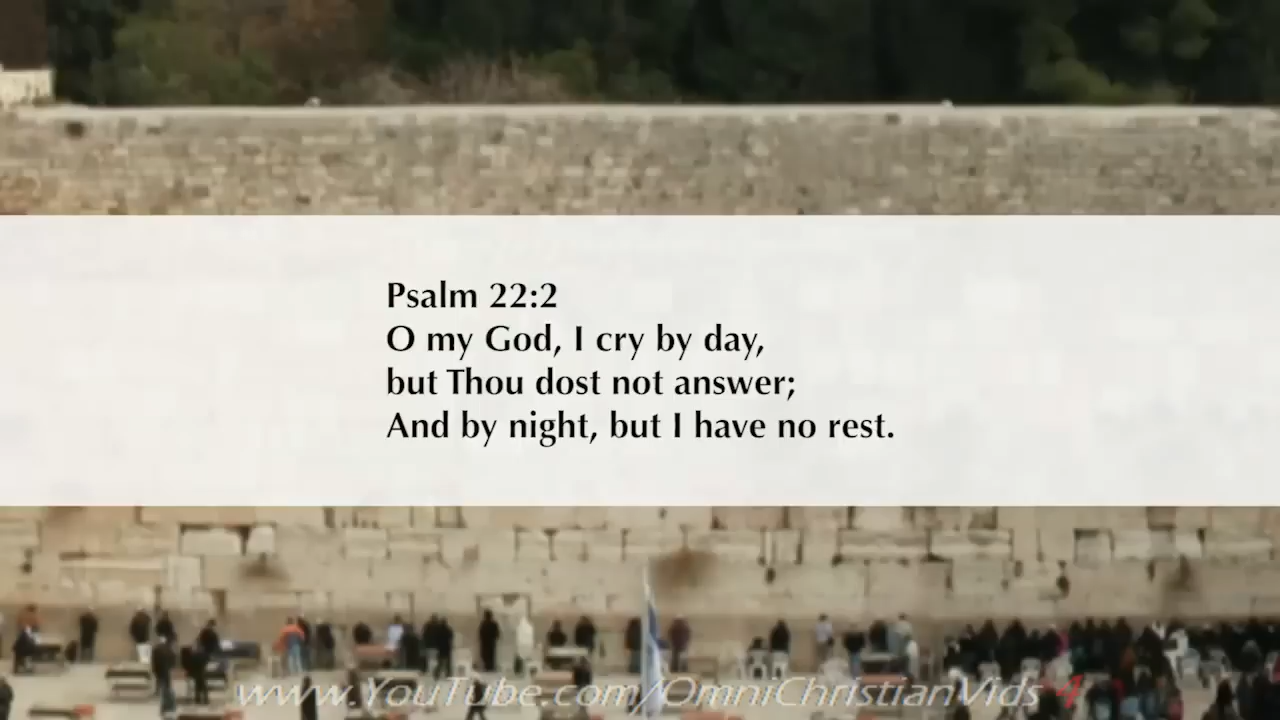 Psalm 22:2
O my God, I cry by day,
but Thou dost not answer;
And by night, but I have no rest.
www.YouTube.com/OmniChristianVids